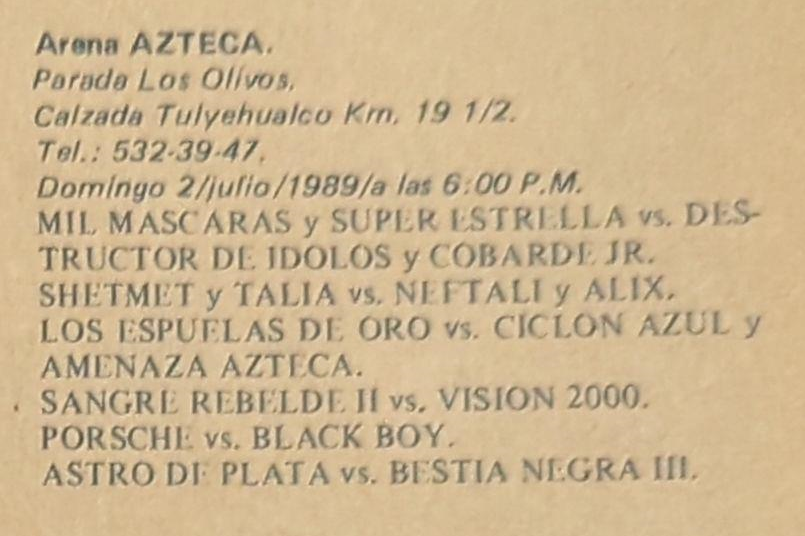 Arena AZTECA.
Parada Los Olivos.
Calzada Tulyehualco Km. 19 1/2.
Tel.: 532-39-47.
Domingo 2/julio/1989/a las 6:00 P.M.
MIL MASCARAS y SUPER ESTRELLA vs. DES-
TRUCTOR DE IDOLOS y COBARDE JR.
SHETMET y TALIA vs. NEFTALI y ALIX.
LOS ESPUELAS DE ORO vs. CICLON AZUL y
AMENAZA AZTECA.
SANGRE REBELDE II vs. VISION 2000.
PORSCHE vs. BLACK BOY.
ASTRO DE PLATA vs. BESTIA NEGRA III.